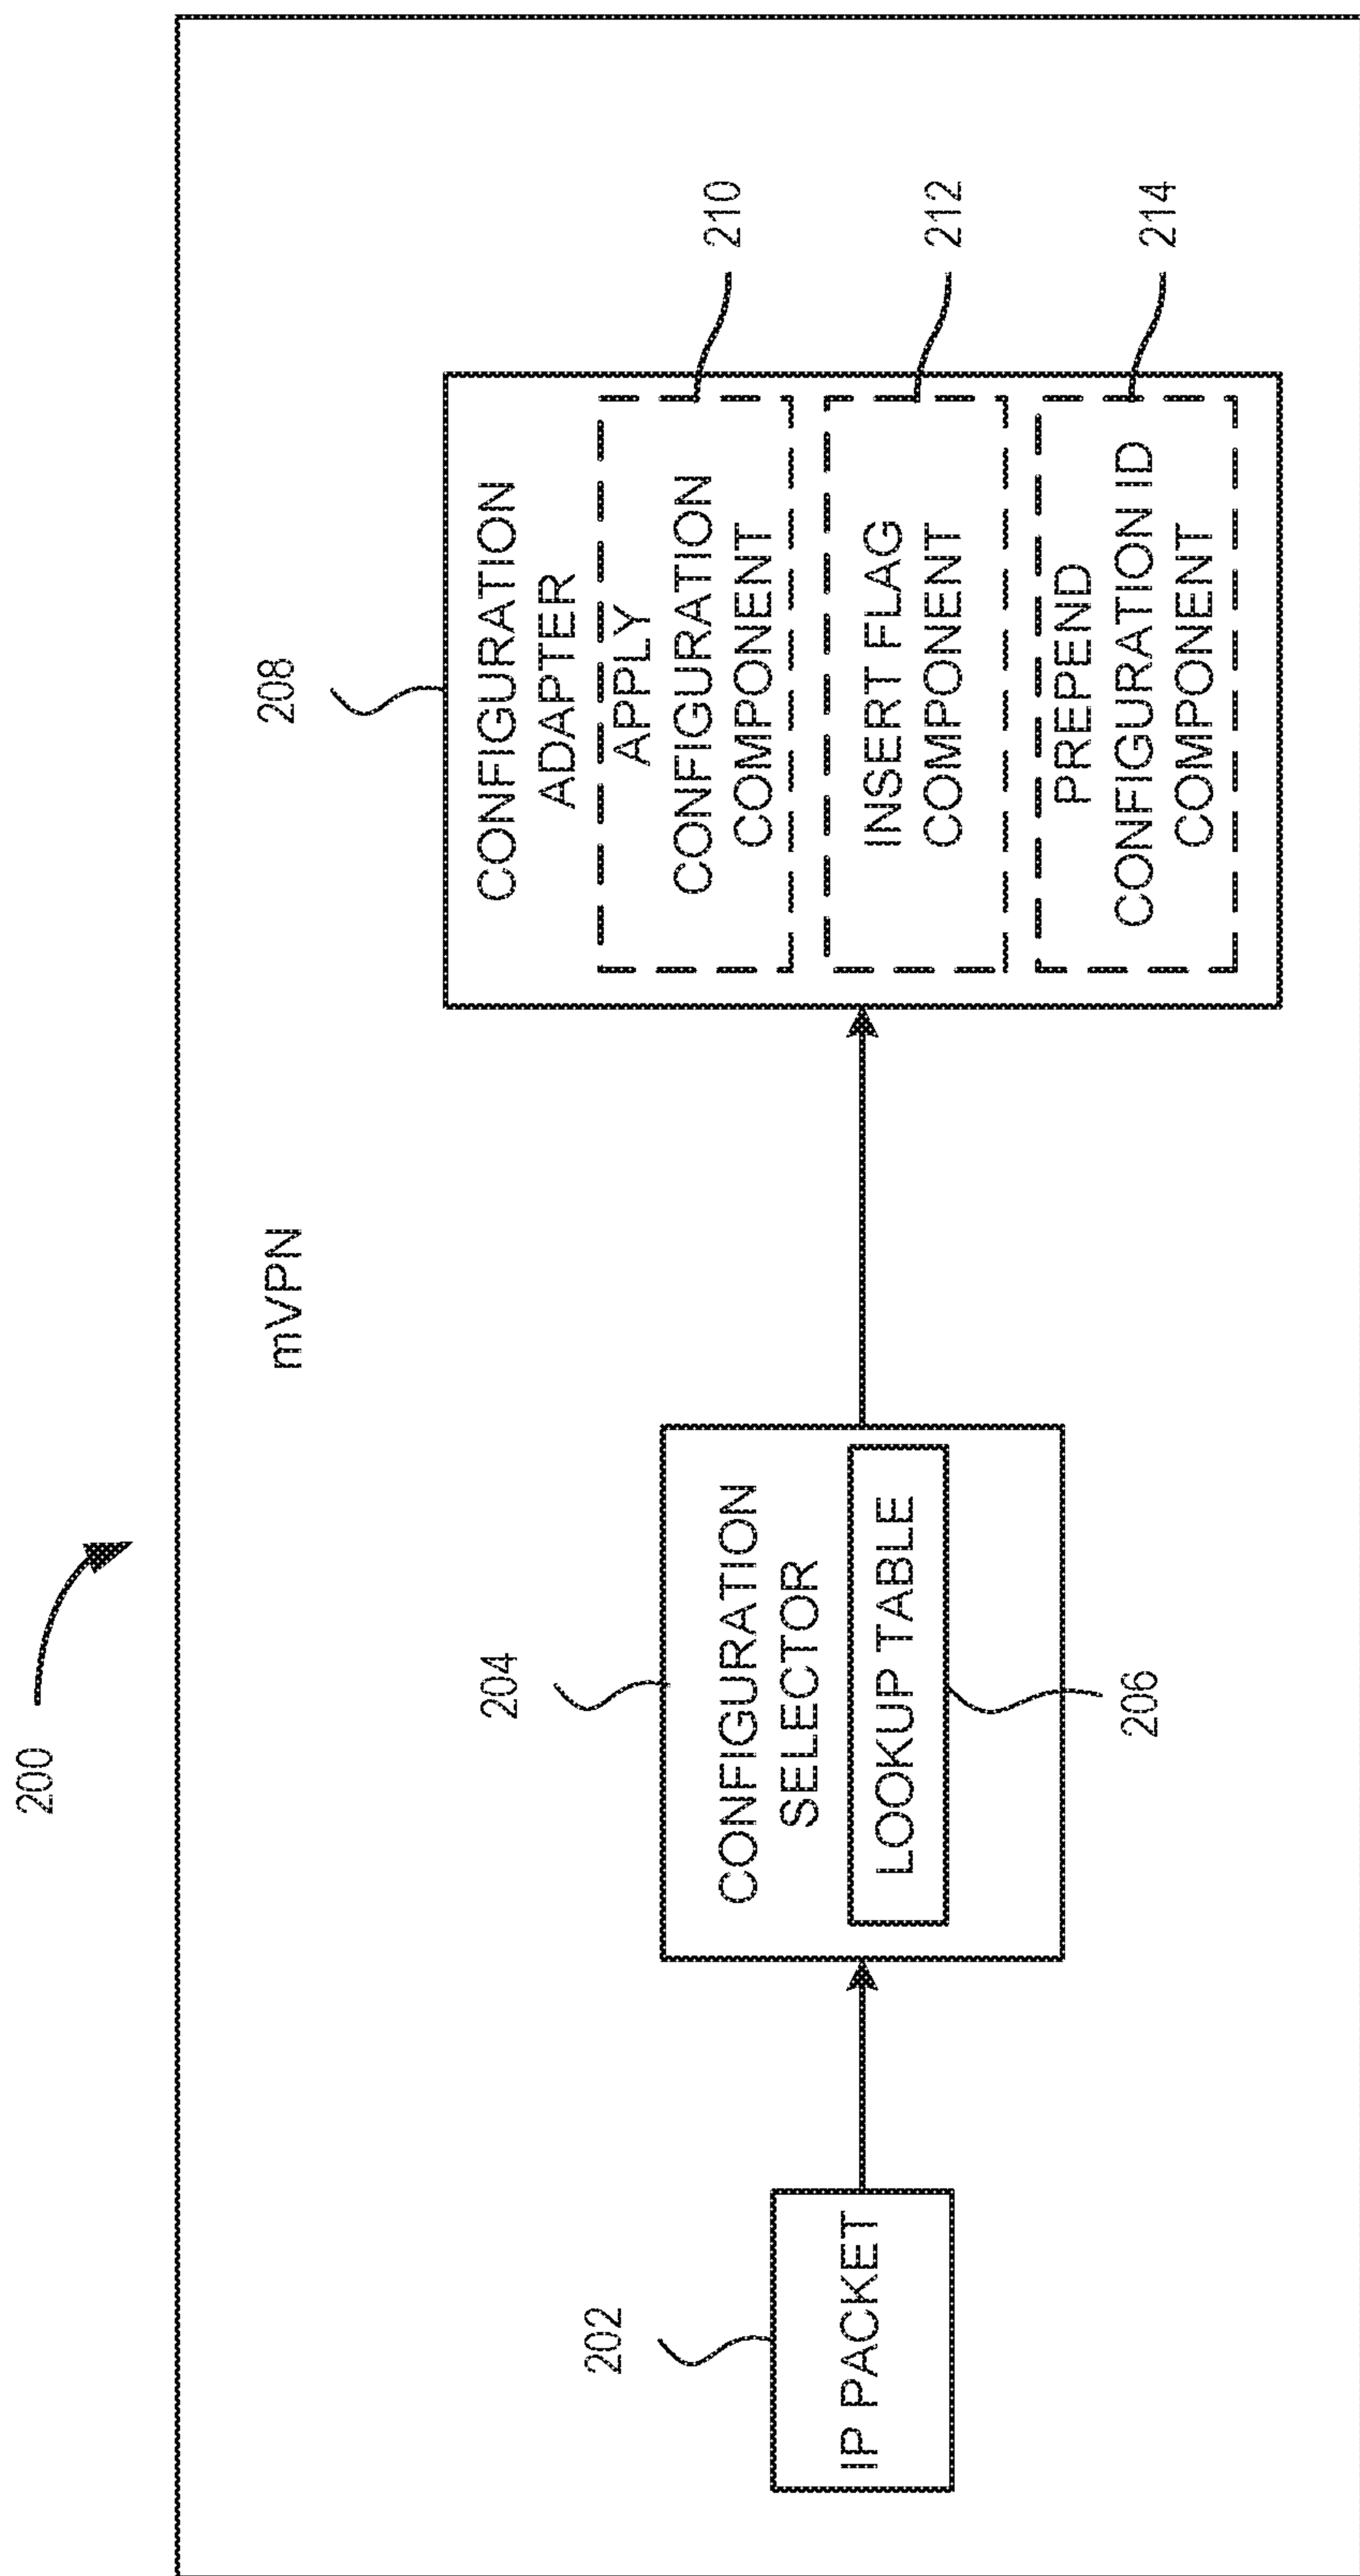 200
mVPN
202
IP PACKET
204
CONFIGURATION
SELECTOR
LOOKUP TABLE
206
208
CONFIGURATION
ADAPTER
APPLY
CONFIGURATION
COMPONENT
210
INSERT FLAG
COMPONENT
212
PREPEND
CONFIGURATION ID
COMPONENT
214